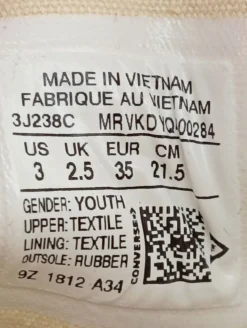 MADE IN VIETNAM
FABRIQUE AU VIETNAM
3J238C MRVKD
US UK EUR CM
3 2.5 35 21.5
GENDER: YOUTH
UPPER: TEXTILE
LINING: TEXTILE
OUTSOLE: RUBBER
9Z 1812 A34
CONVERSE